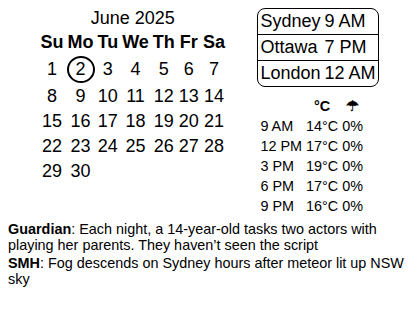 June 2025
Su Mo Tu We Th Fr Sa
1 2 3 4 5 6 7
8 9 10 11 12 13 14
15 16 17 18 19 20 21
22 23 24 25 26 27 28
29 30
Sydney 9 AM
Ottawa 7 PM
London 12 AM
°C ☂
9 AM 14°C 0%
12 PM 17°C 0%
3 PM 19°C 0%
6 PM 17°C 0%
9 PM 16°C 0%
Guardian: Each night, a 14-year-old tasks two actors with
playing her parents. They haven’t seen the script
SMH: Fog descends on Sydney hours after meteor lit up NSW
sky